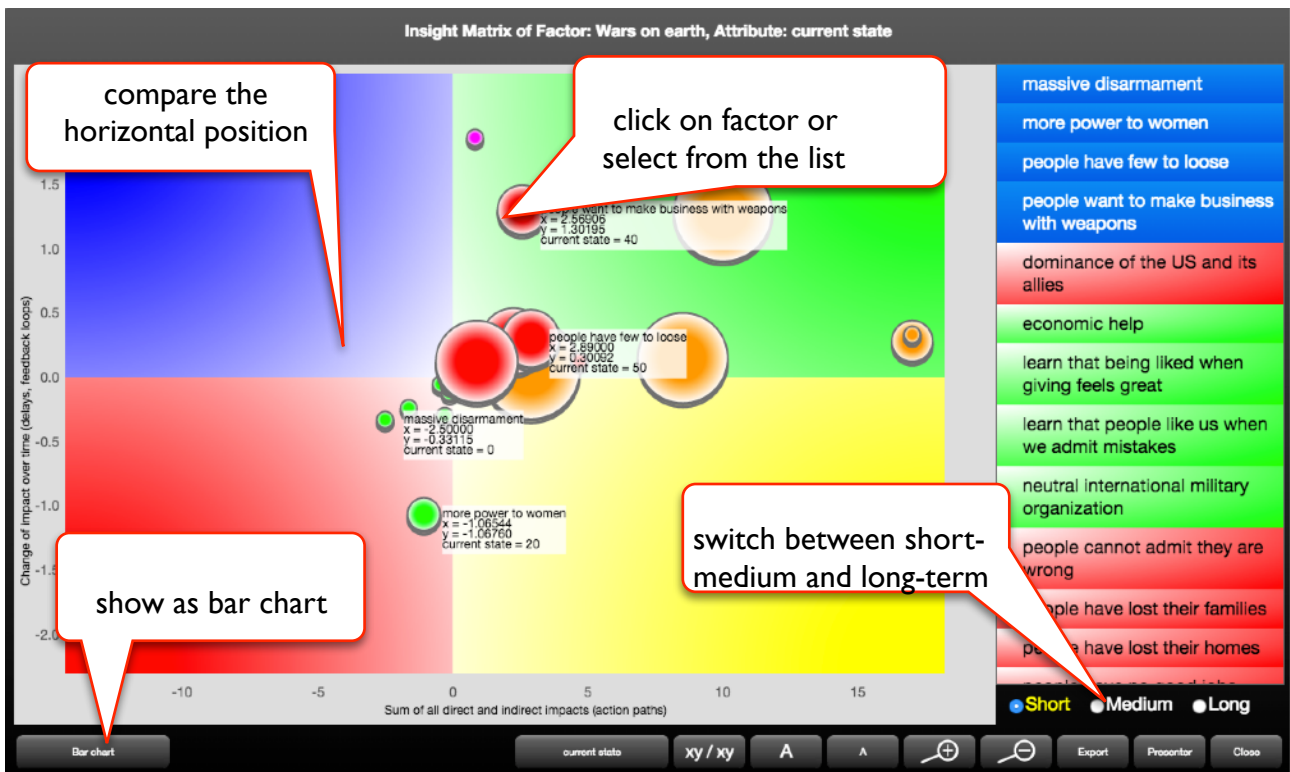 Insight Matrix of Factor: Wars on earth, Attribute: current state
compare the
horizontal position
click on factor or
select from the list
1.5
1.0
0.5
0.0
-0.5
-1.0
-1.5
-2.0
Change of impact over time (delays, feedback loops)
people want to make business with weapons
x = 2.56906
y = 1.30195
current state = 40
people have few to loose
x = 2.89000
y = 0.30092
current state = 50
massive disarmament
x = -2.50000
y = -0.33115
current state = 0
more power to women
x = -1.06544
y = -1.06760
current state = 20
show as bar chart
switch between short-
medium and long-term
-10
-5
0
5
10
15
Sum of all direct and indirect impacts (action paths)
massive disarmament
more power to women
people have few to loose
people want to make business
with weapons
dominance of the US and its
allies
economic help
learn that being liked when
giving feels great
learn that people like us when
we admit mistakes
neutral international military
organization
people cannot admit they are
wrong
people have lost their families
people have lost their homes
Short Medium Long
Bar chart
current state
xy / xy
A
A
Export
Presenter
Close